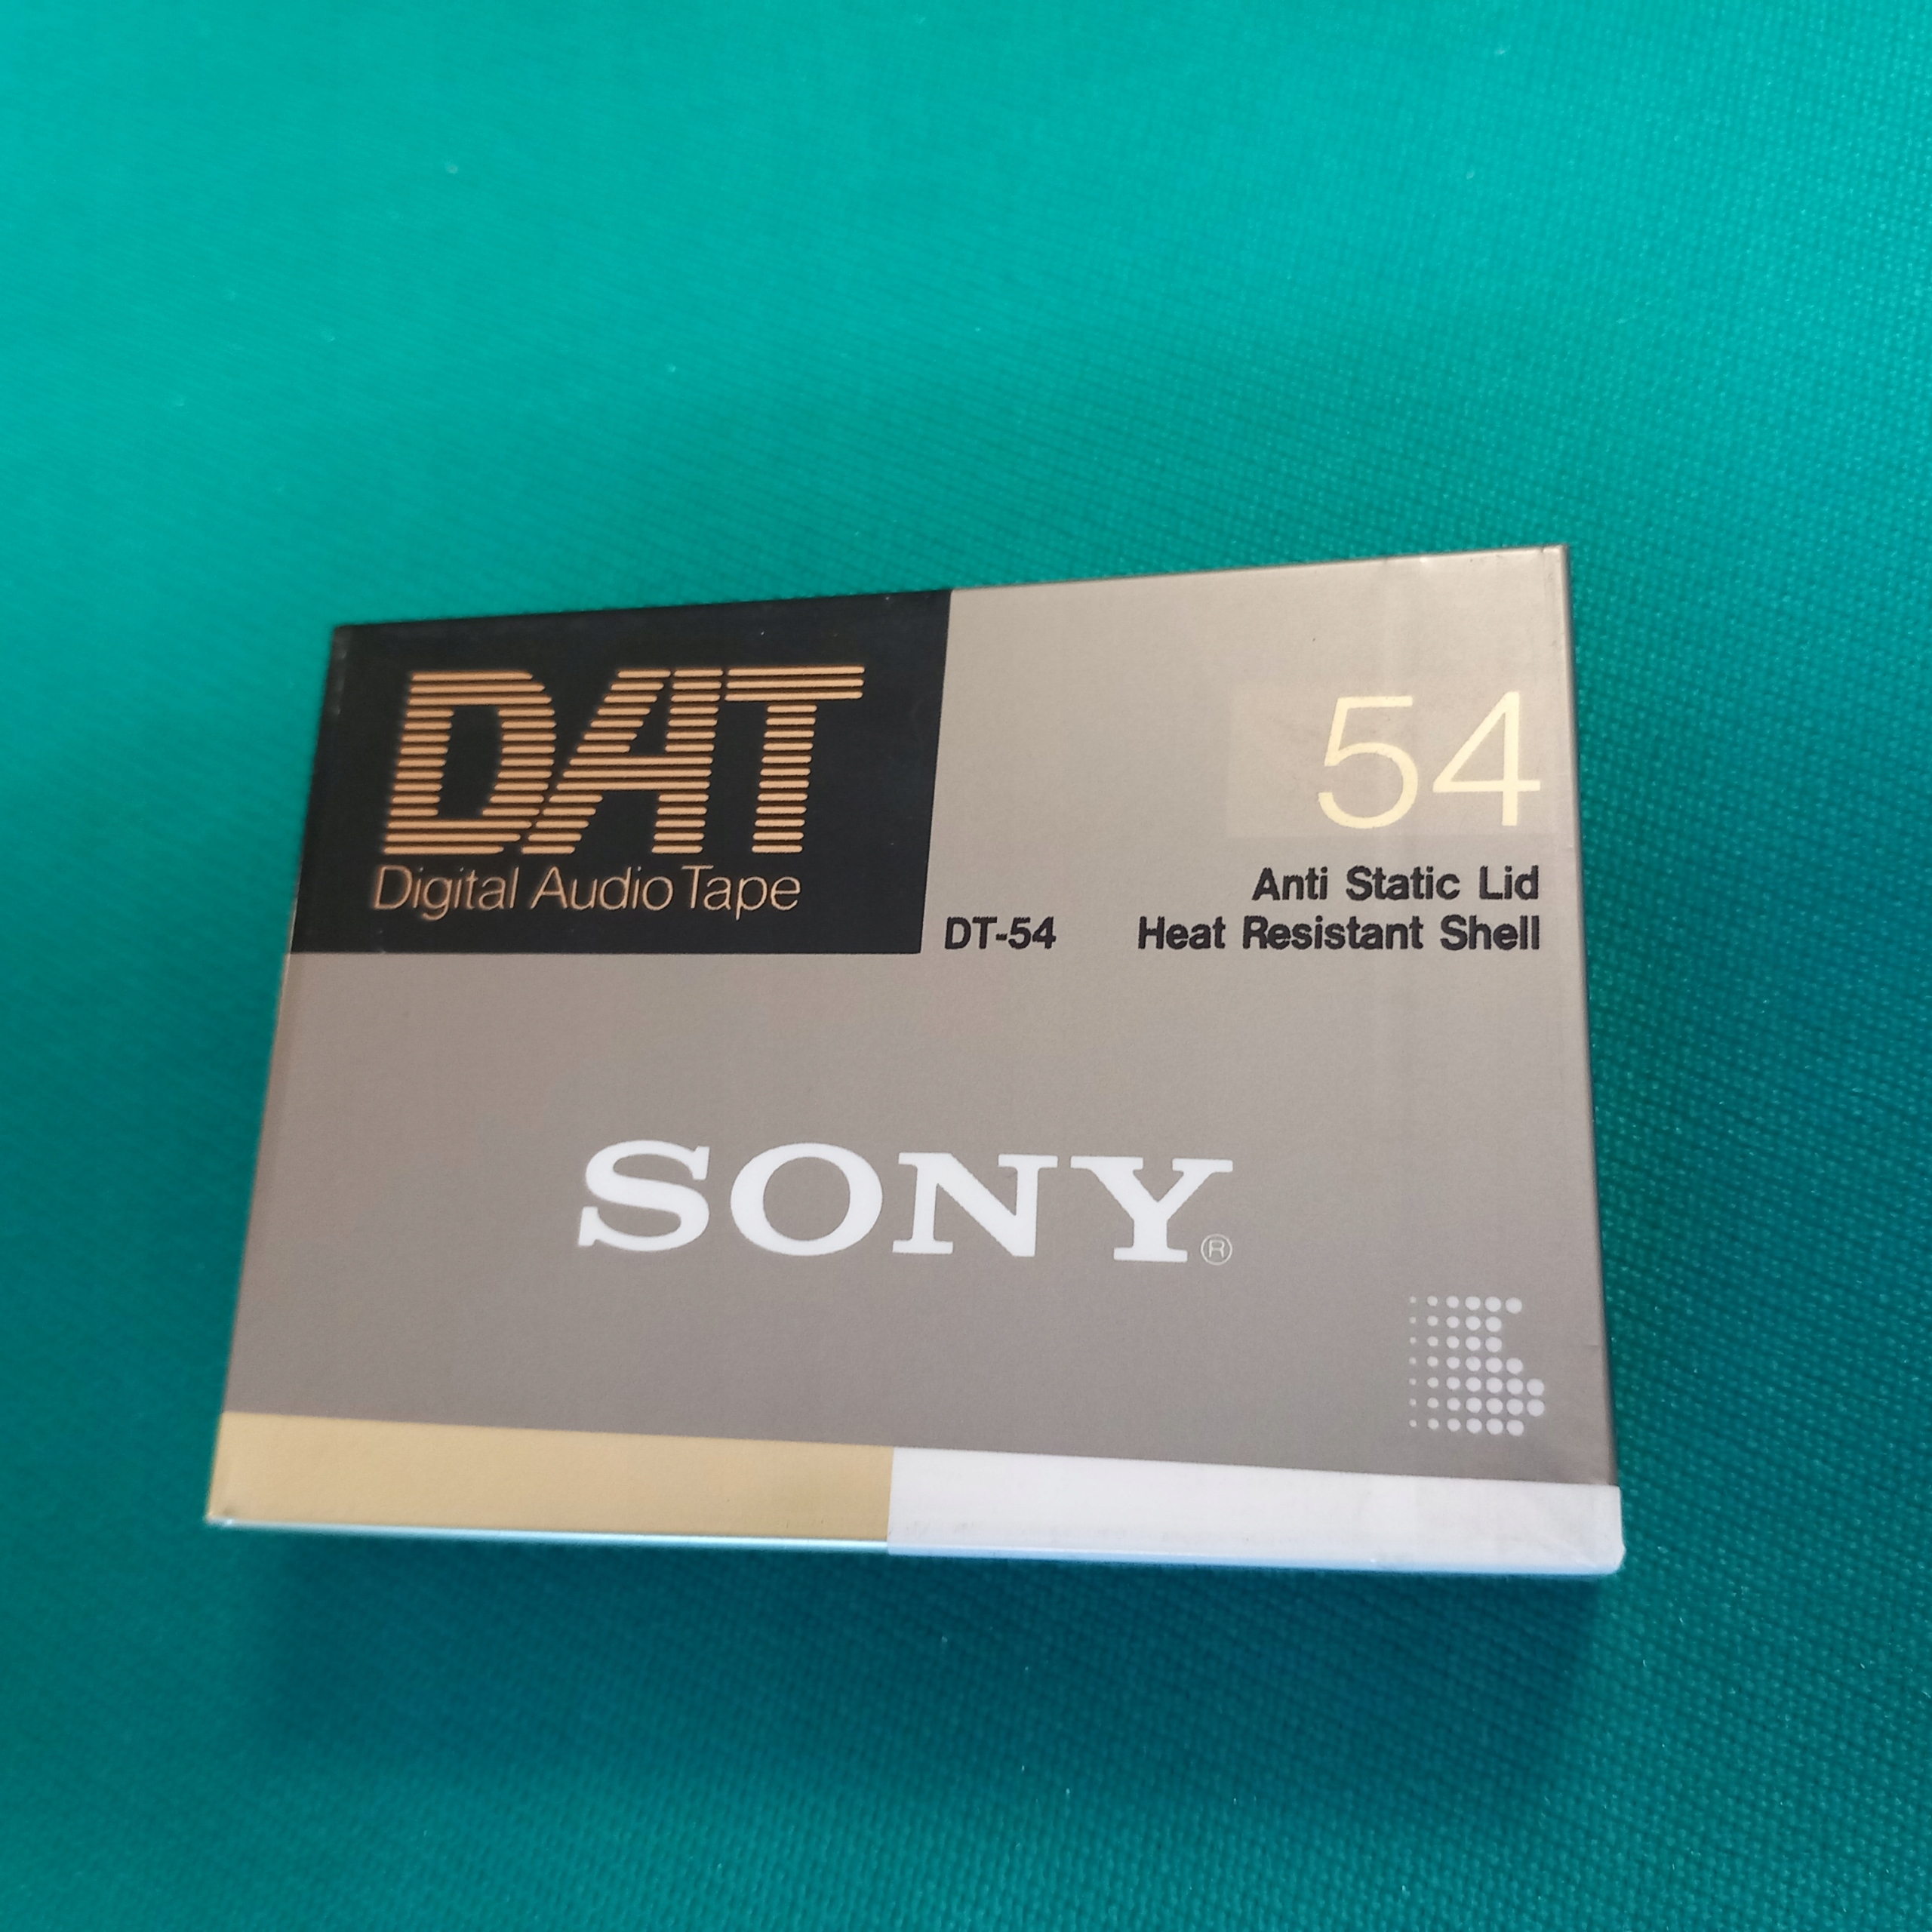 DAT
Digital Audio Tape
54
Anti Static Lid
DT-54 Heat Resistant Shell
SONY®